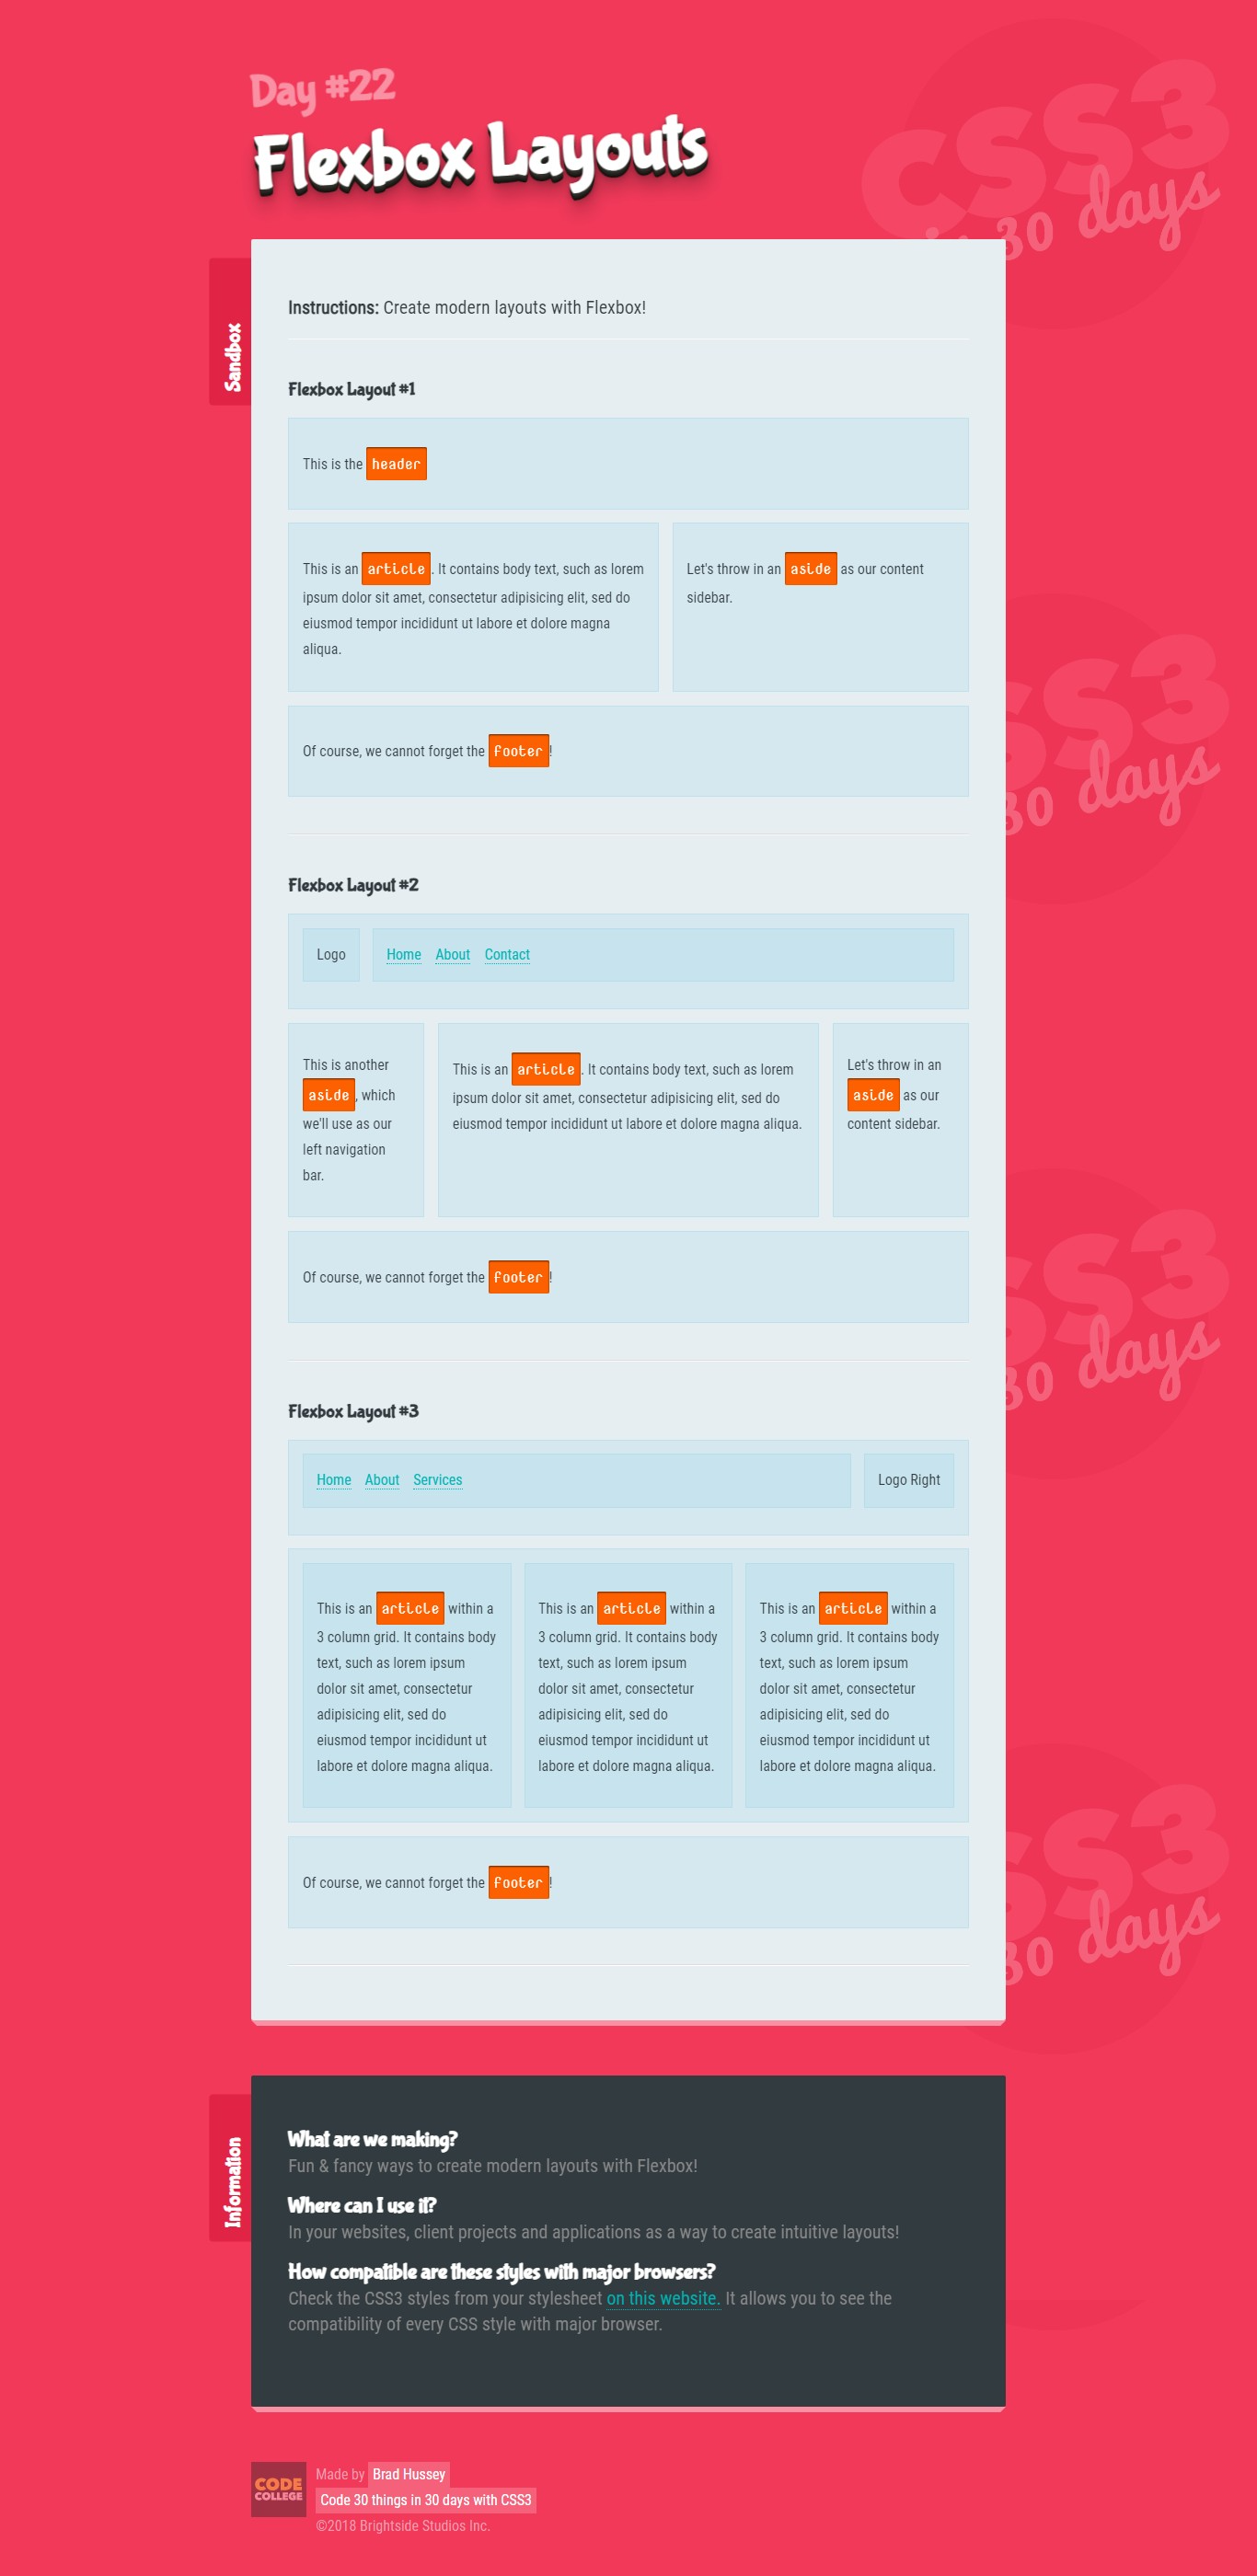 Day #22
Flexbox Layouts
CSS3
in 30 days
Sandbox
Instructions: Create modern layouts with Flexbox!
Flexbox Layout #1
This is the header
This is an article. It contains body text, such as lorem
ipsum dolor sit amet, consectetur adipisicing elit, sed do
eiusmod tempor incididunt ut labore et dolore magna
aliqua.
Let's throw in an aside as our content
sidebar.
Of course, we cannot forget the footer!
SS3
30 days
Flexbox Layout #2
Logo
Home About Contact
This is another
aside, which
we'll use as our
left navigation
bar.
This is an article. It contains body text, such as lorem
ipsum dolor sit amet, consectetur adipisicing elit, sed do
eiusmod tempor incididunt ut labore et dolore magna aliqua.
Let's throw in an
aside as our
content sidebar.
Of course, we cannot forget the footer!
SS3
30 days
Flexbox Layout #3
Home About Services
Logo Right
This is an article within a
3 column grid. It contains body
text, such as lorem ipsum
dolor sit amet, consectetur
adipisicing elit, sed do
eiusmod tempor incididunt ut
labore et dolore magna aliqua.
This is an article within a
3 column grid. It contains body
text, such as lorem ipsum
dolor sit amet, consectetur
adipisicing elit, sed do
eiusmod tempor incididunt ut
labore et dolore magna aliqua.
This is an article within a
3 column grid. It contains body
text, such as lorem ipsum
dolor sit amet, consectetur
adipisicing elit, sed do
eiusmod tempor incididunt ut
labore et dolore magna aliqua.
Of course, we cannot forget the footer!
SS3
30 days
Information
What are we making?
Fun & fancy ways to create modern layouts with Flexbox!
Where can I use it?
In your websites, client projects and applications as a way to create intuitive layouts!
How compatible are these styles with major browsers?
Check the CSS3 styles from your stylesheet on this website. It allows you to see the
compatibility of every CSS style with major browser.
CODE
COLLEGE
Made by Brad Hussey
Code 30 things in 30 days with CSS3
©2018 Brightside Studios Inc.